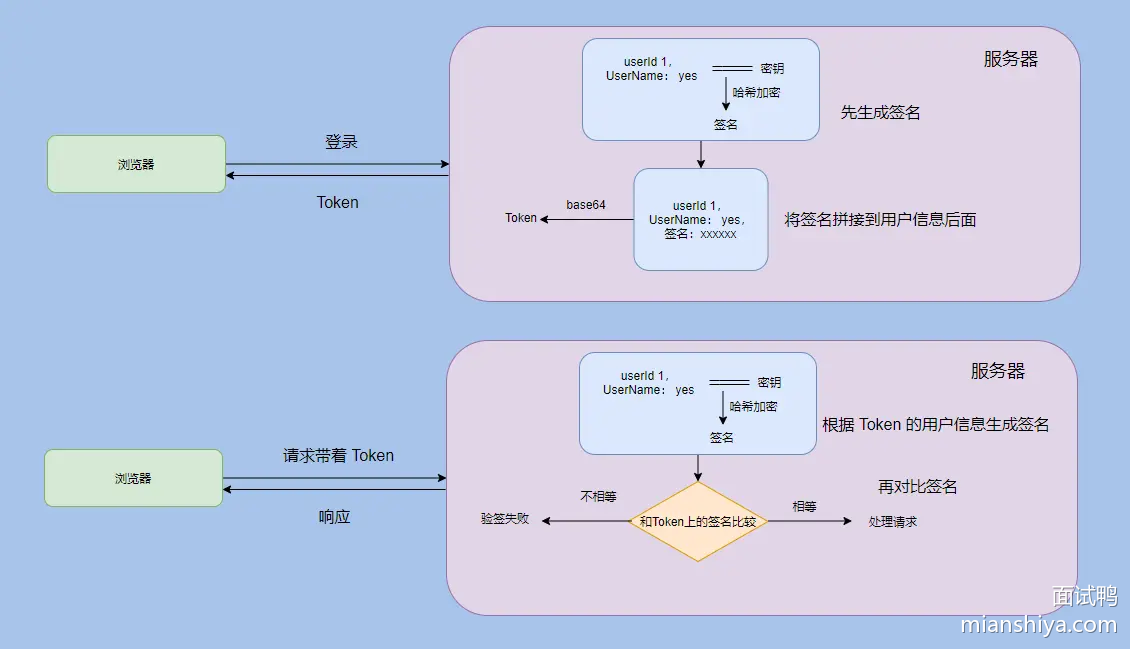 服务器
userId 1,
UserName: yes
密钥
哈希加密
签名
先生成签名
浏览器
登录
Token
userId 1,
UserName: yes,
签名: xxxxxx
base64
Token
将签名拼接到用户信息后面
服务器
userId 1,
UserName: yes
密钥
哈希加密
签名
根据 Token 的用户信息生成签名
浏览器
请求带着 Token
响应
再对比签名
不相等
相等
验签失败
和Token上的签名比较
处理请求
面试鸭
mianshiya.com